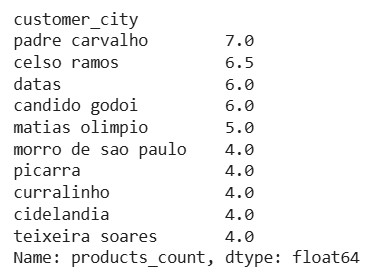 customer_city
padre carvalho 7.0
celso ramos 6.5
datas 6.0
candido godoi 6.0
matias olimpio 5.0
morro de sao paulo 4.0
picarra 4.0
curralinho 4.0
cidelandia 4.0
teixeira soares 4.0
Name: products_count, dtype: float64